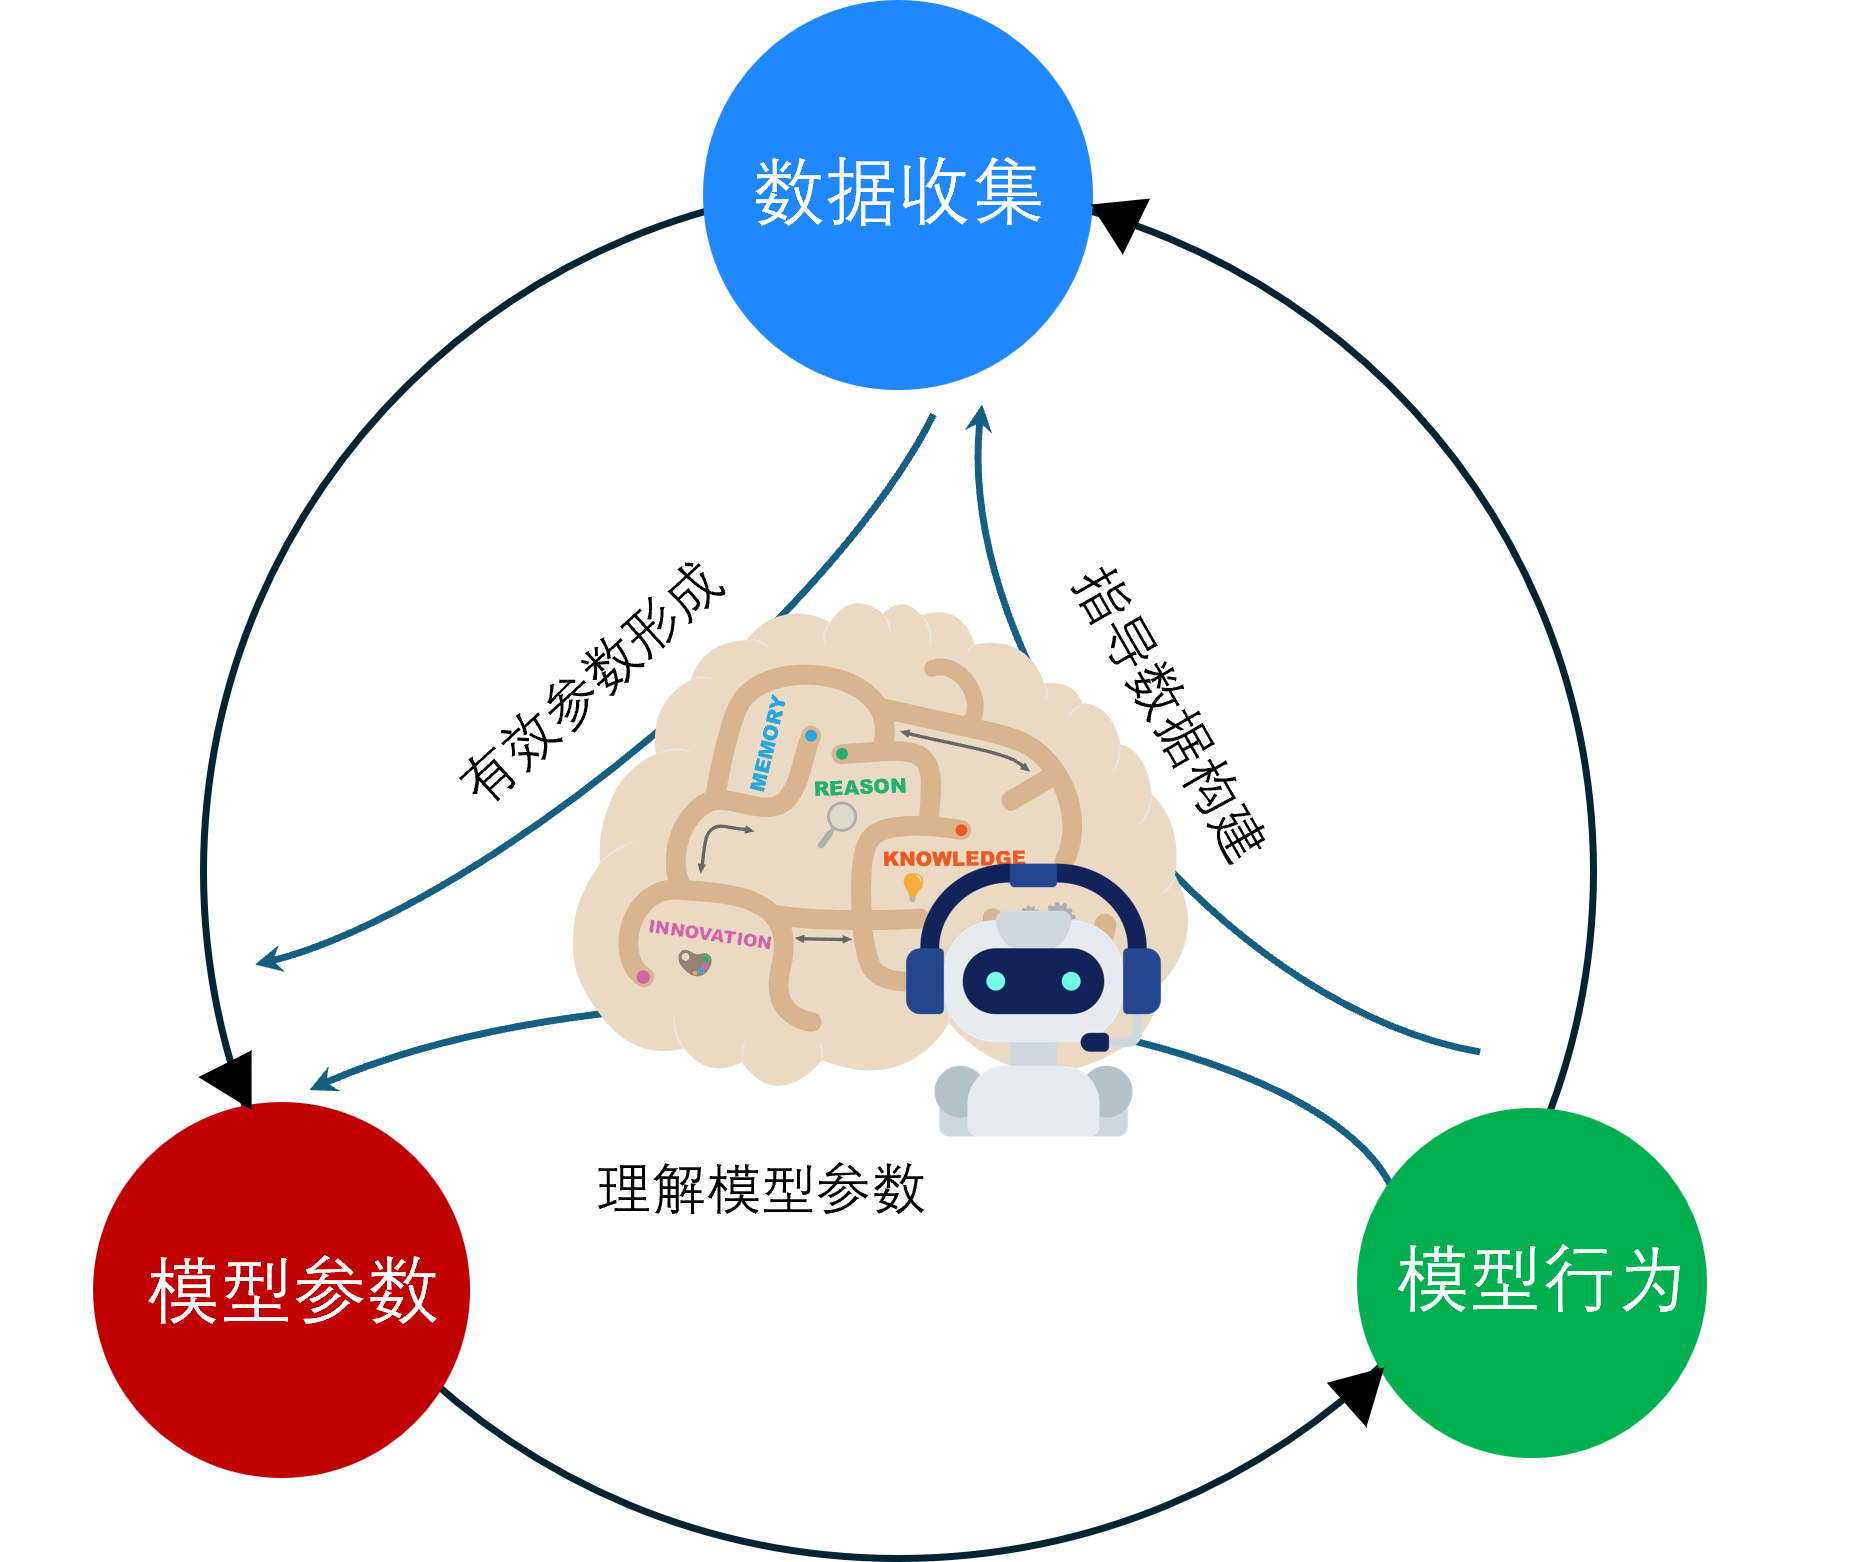 数据收集
有效参数形成
指导数据构建
MEMORY
REASON
KNOWLEDGE
INNOVATION
理解模型参数
模型参数
模型行为